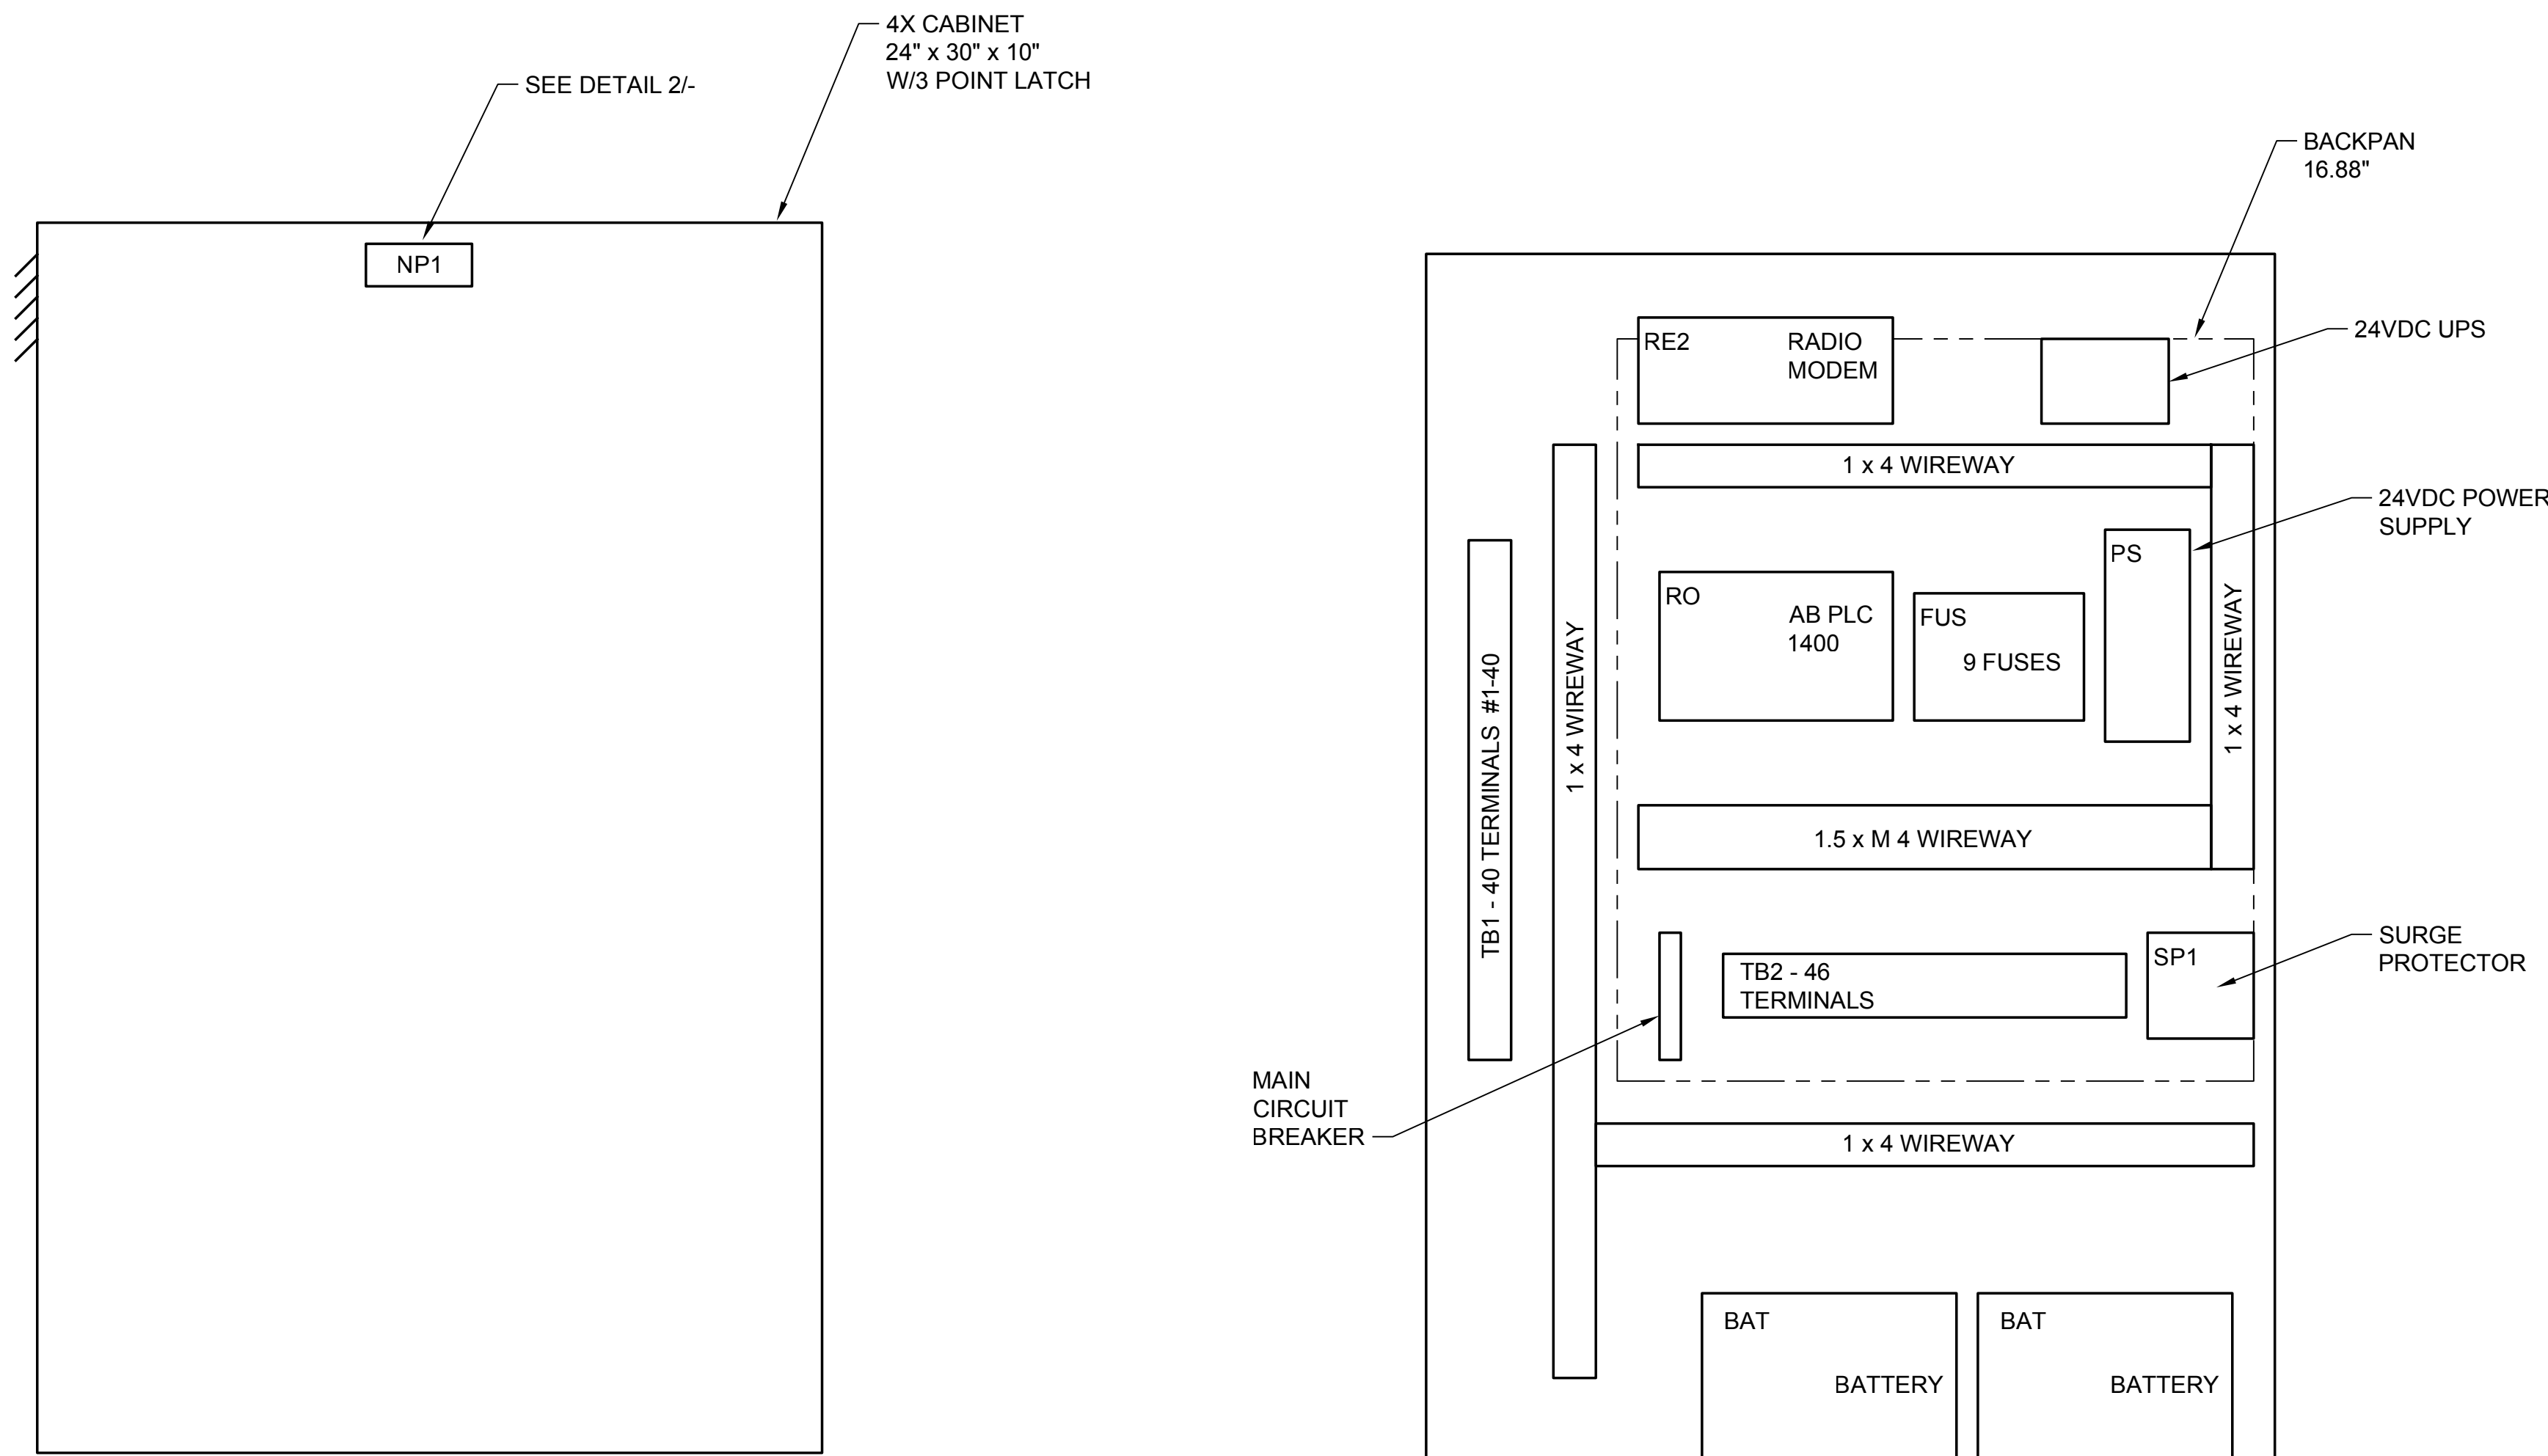 4X CABINET
24" x 30" x 10"
W/3 POINT LATCH
SEE DETAIL 2/-
NP1
BACKPAN
16.88"
RE2
RADIO
MODEM
24VDC UPS
1 x 4 WIREWAY
24VDC POWER
SUPPLY
PS
RO
AB PLC
1400
FUS
9 FUSES
1 x 4 WIREWAY
1 x 4 WIREWAY
TB1 - 40 TERMINALS #1-40
1.5 x M 4 WIREWAY
SURGE
PROTECTOR
SP1
TB2 - 46
TERMINALS
MAIN
CIRCUIT
BREAKER
1 x 4 WIREWAY
BAT
BATTERY
BAT
BATTERY